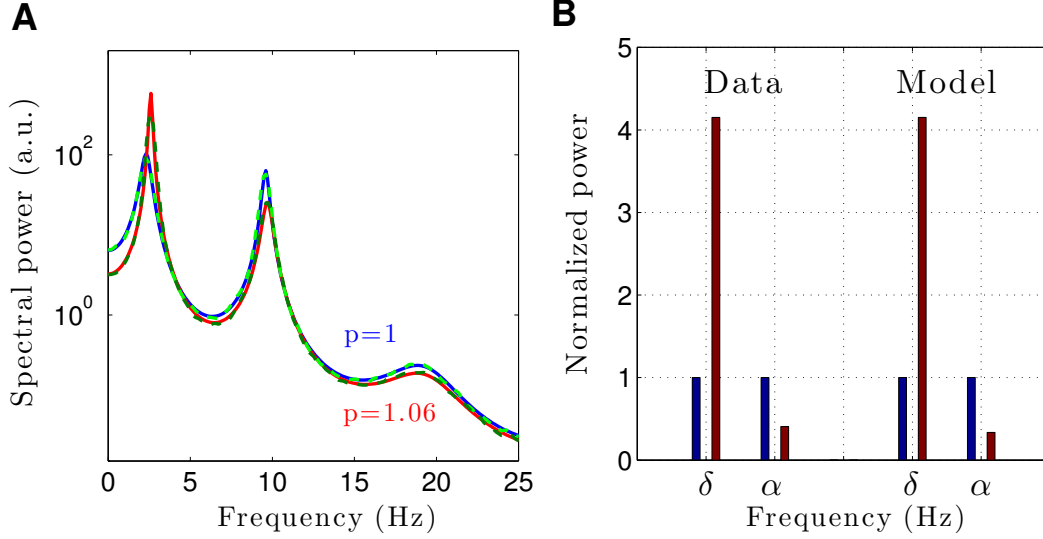 A
Spectral power (a.u.)
10^2
10^0
p=1
p=1.06
0 5 10 15 20 25
Frequency (Hz)
B
Normalized power
5
4
3
2
1
0
Data Model
δ α δ α
Frequency (Hz)